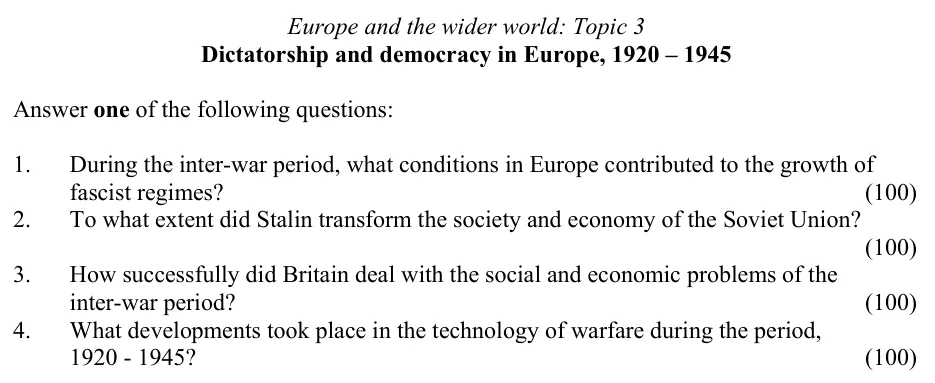 Europe and the wider world: Topic 3
Dictatorship and democracy in Europe, 1920 – 1945
Answer one of the following questions:
1. During the inter-war period, what conditions in Europe contributed to the growth of
fascist regimes? (100)
2. To what extent did Stalin transform the society and economy of the Soviet Union?
(100)
3. How successfully did Britain deal with the social and economic problems of the
inter-war period? (100)
4. What developments took place in the technology of warfare during the period,
1920 - 1945? (100)